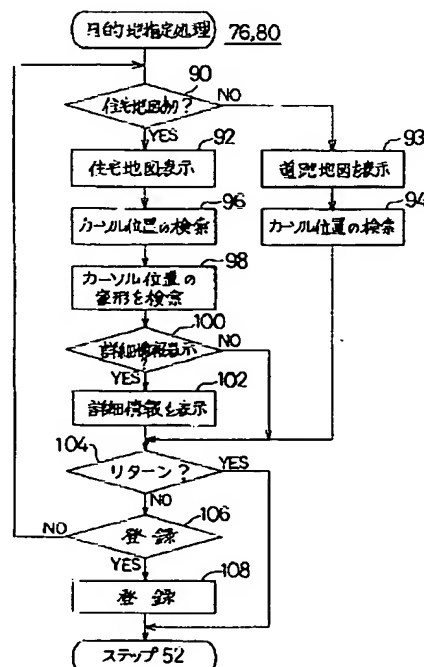 目的地指定処理 76,80
90
住宅地図あり? NO
YES 92 93
住宅地図表示 道路地図を表示
96 94
カーソル位置の検索 カーソル位置の検索
98
カーソル位置の
家形を検索
100
詳細情報表示 NO
?
YES 102
詳細情報を表示
104
リターン? YES
NO
106
NO 登録
YES 108
登録
ステップ52